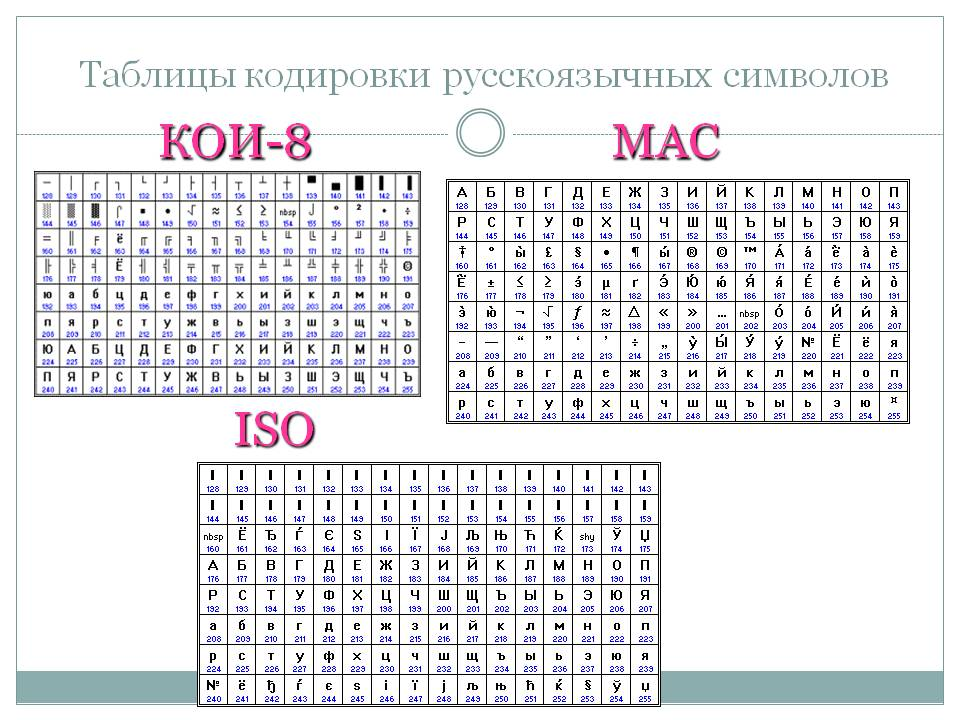 Таблицы кодировки русскоязычных символов
КОИ-8
MAC
─ │ ┌ ┐ └ ┘ ├ ┤ ┬ ┴ ┼ ▀ ▄ █ ▌ ▐
128 129 130 131 132 133 134 135 136 137 138 139 140 141 142 143
░ ▒ ▓ ⌠ ■ • √ ≈ ≤ ≥ nbsp ⌡ ° ² · ÷
144 145 146 147 148 149 150 151 152 153 154 155 156 157 158 159
═ ║ ╒ ё ╓ ╔ ╕ ╖ ╗ ╘ ╙ ╚ ╛ ╜ ╝ ╞
160 161 162 163 164 165 166 167 168 169 170 171 172 173 174 175
╟ ╠ ╡ Ё ╢ ╣ ╤ ╥ ╦ ╧ ╨ ╩ ╪ ╫ ╬ ©
176 177 178 179 180 181 182 183 184 185 186 187 188 189 190 191
ю а б ц д е ф г х и й к л м н о
192 193 194 195 196 197 198 199 200 201 202 203 204 205 206 207
п я р с т у ж в ь ы з ш э щ ч ъ
208 209 210 211 212 213 214 215 216 217 218 219 220 221 222 223
Ю А Б Ц Д Е Ф Г Х И Й К Л М Н О
224 225 226 227 228 229 230 231 232 233 234 235 236 237 238 239
П Я Р С Т У Ж В Ь Ы З Ш Э Щ Ч Ъ
240 241 242 243 244 245 246 247 248 249 250 251 252 253 254 255
А Б В Г Д Е Ж З И Й К Л М Н О П
128 129 130 131 132 133 134 135 136 137 138 139 140 141 142 143
Р С Т У Ф Х Ц Ч Ш Щ Ъ Ы Ь Э Ю Я
144 145 146 147 148 149 150 151 152 153 154 155 156 157 158 159
† ° ы̀ £ § • ¶ ы́ ® © ™ А́ а́ а̀ ѐ
160 161 162 163 164 165 166 167 168 169 170 171 172 173 174 175
± ≤ ≥ э́ µ ґ Э́ Ю́ ю́ Я́ я́ Е́ е́ о̀
176 177 178 179 180 181 182 183 184 185 186 187 188 189 190 191
э̀ ю̀ ¬ √ ƒ ≈ △ « » … nbsp О́ о́ И́ и́ я̀
192 193 194 195 196 197 198 199 200 201 202 203 204 205 206 207
– — “ ” ‘ ’ ÷ „ у̀ Ы́ У́ у́ № Ё ё я
208 209 210 211 212 213 214 215 216 217 218 219 220 221 222 223
а б в г д е ж з и й к л м н о п
224 225 226 227 228 229 230 231 232 233 234 235 236 237 238 239
р с т у ф х ц ч ш щ ъ ы ь э ю ¤
240 241 242 243 244 245 246 247 248 249 250 251 252 253 254 255
ISO
I I I I I I I I I I I I I I I I
128 129 130 131 132 133 134 135 136 137 138 139 140 141 142 143
I I I I I I I I I I I I I I I I
144 145 146 147 148 149 150 151 152 153 154 155 156 157 158 159
nbsp Ё Ђ Ѓ Є Ѕ І Ї Ј Љ Њ Ћ Ќ shy Ў Џ
160 161 162 163 164 165 166 167 168 169 170 171 172 173 174 175
А Б В Г Д Е Ж З И Й К Л М Н О П
176 177 178 179 180 181 182 183 184 185 186 187 188 189 190 191
Р С Т У Ф Х Ц Ч Ш Щ Ъ Ы Ь Э Ю Я
192 193 194 195 196 197 198 199 200 201 202 203 204 205 206 207
а б в г д е ж з и й к л м н о п
208 209 210 211 212 213 214 215 216 217 218 219 220 221 222 223
р с т у ф х ц ч ш щ ъ ы ь э ю я
224 225 226 227 228 229 230 231 232 233 234 235 236 237 238 239
№ ё ђ ѓ є ѕ і ї ј љ њ ћ ќ § ў џ
240 241 242 243 244 245 246 247 248 249 250 251 252 253 254 255